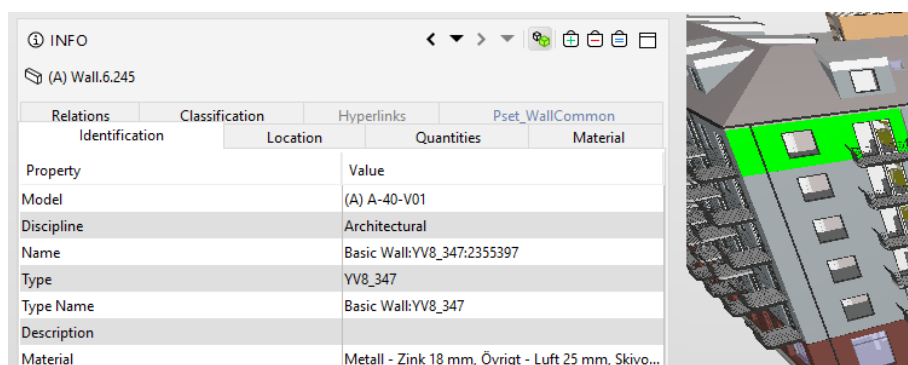 INFO
(A) Wall.6.245
Relations Classification Hyperlinks Pset_WallCommon
Identification Location Quantities Material
Property Value
Model (A) A-40-V01
Discipline Architectural
Name Basic Wall:YV8_347:2355397
Type YV8_347
Type Name Basic Wall:YV8_347
Description
Material Metall - Zink 18 mm, Övrigt - Luft 25 mm, Skivo...